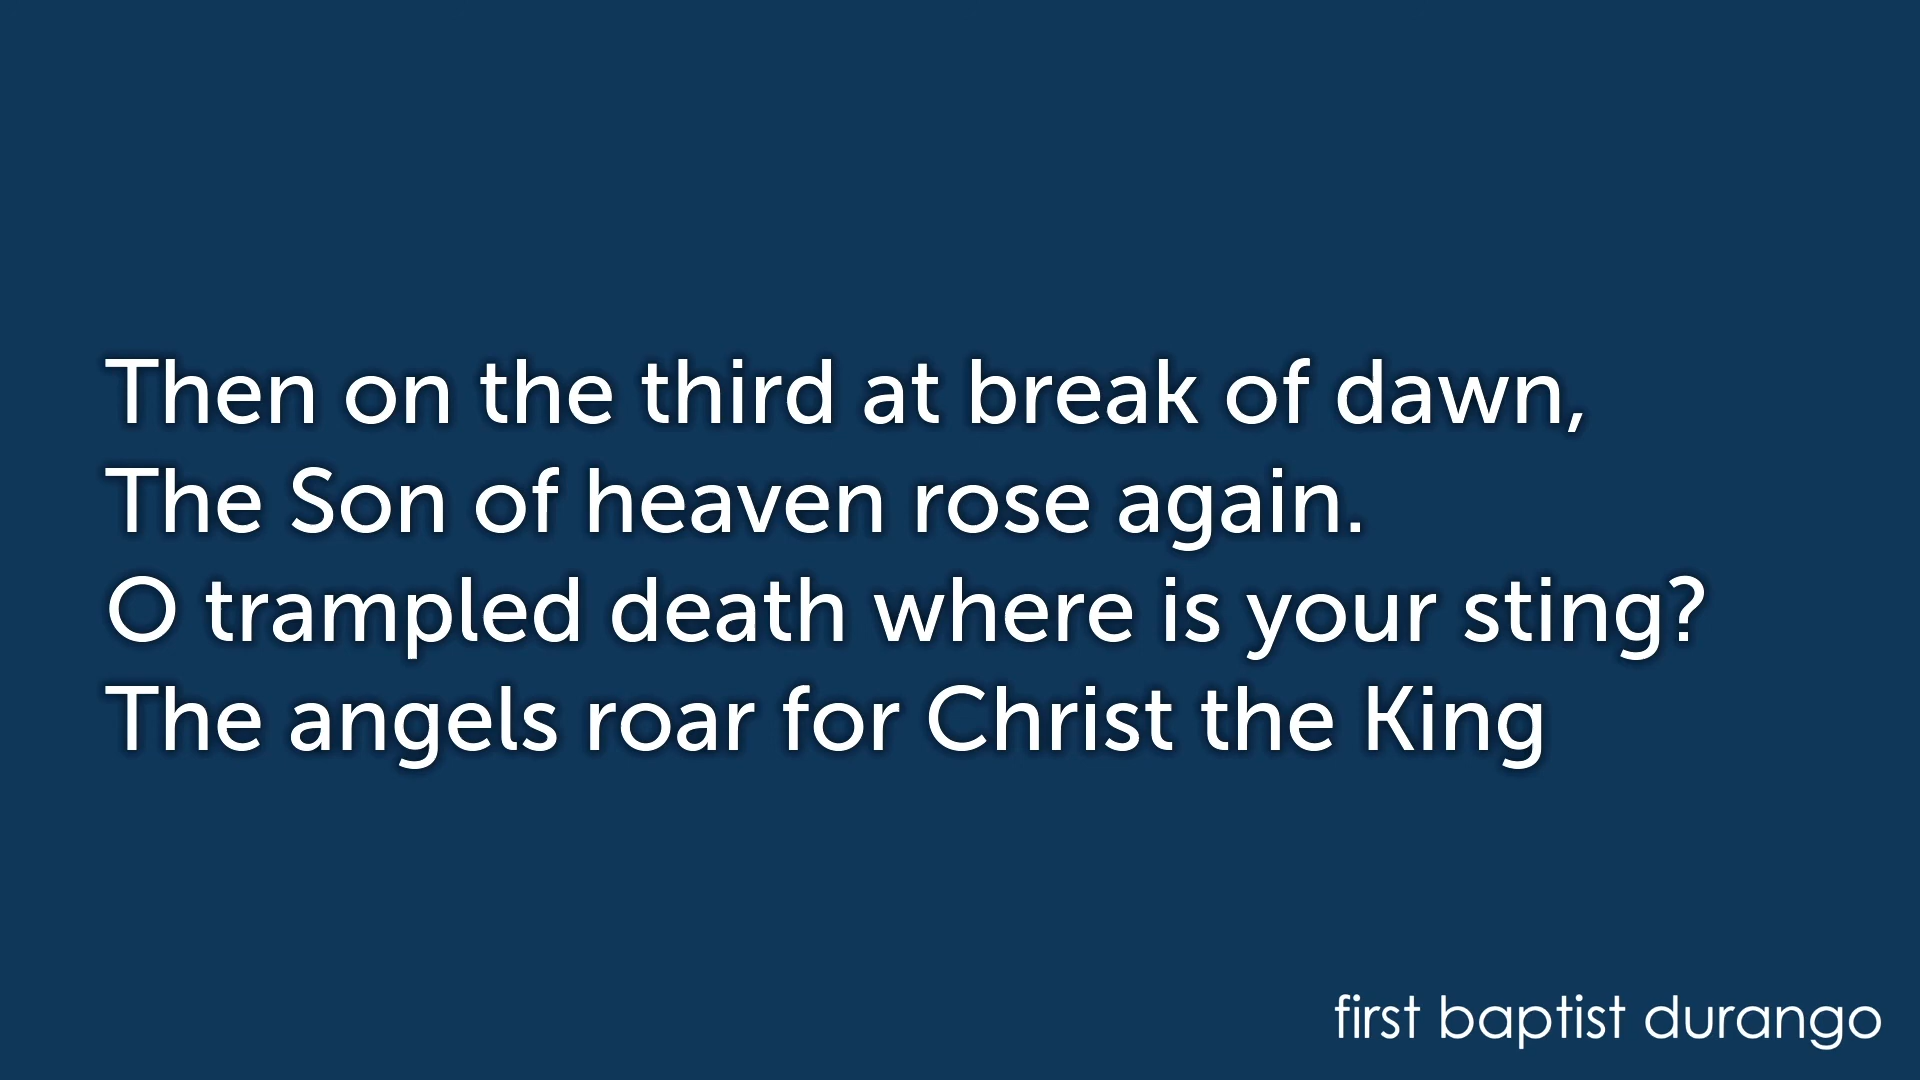 Then on the third at break of dawn,
The Son of heaven rose again.
O trampled death where is your sting?
The angels roar for Christ the King
first baptist durango